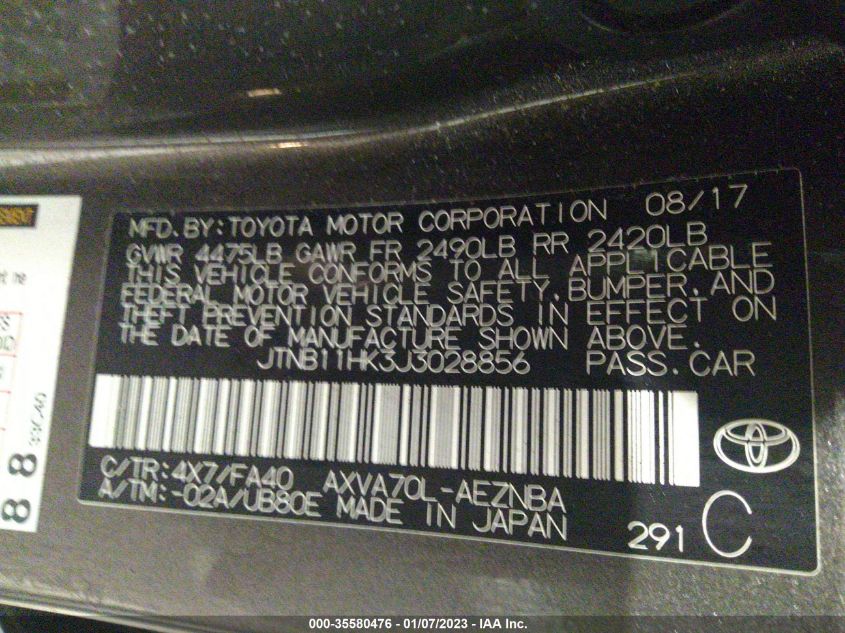 MFD. BY: TOYOTA MOTOR CORPORATION 08/17
GVWR 4475LB GAWR FR 2490LB RR 2420LB
THIS VEHICLE CONFORMS TO ALL APPLICABLE
FEDERAL MOTOR VEHICLE SAFETY, BUMPER, AND
THEFT PREVENTION STANDARDS IN EFFECT ON
THE DATE OF MANUFACTURE SHOWN ABOVE.
JTNB11HK3J3028856 PASS. CAR
C/TR: 4X7/FA40 AXVA70L-AEZNBA
A/TM: -02A/UB80E MADE IN JAPAN
291 C
88
000-35580476 - 01/07/2023 - IAA Inc.